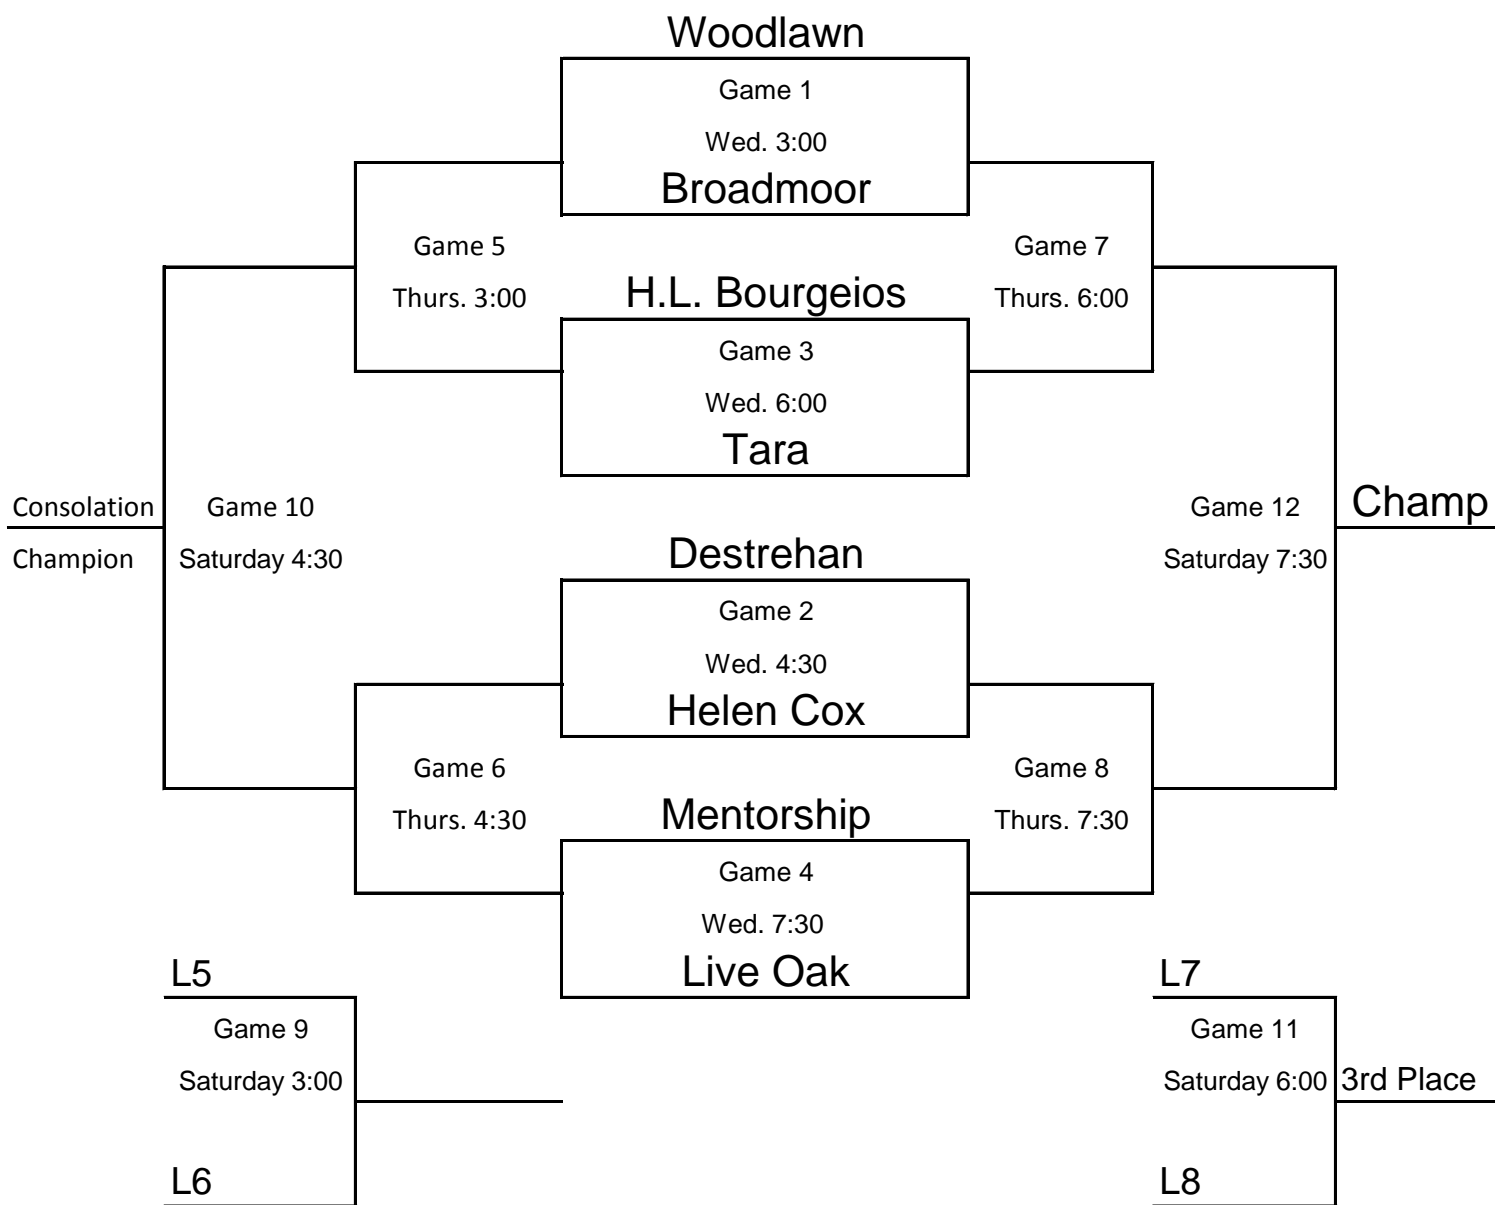 Woodlawn
Game 1
Wed. 3:00
Broadmoor
Game 5
Thurs. 3:00
Game 7
Thurs. 6:00
H.L. Bourgeios
Game 3
Wed. 6:00
Tara
Consolation
Champion
Game 10
Saturday 4:30
Game 12
Saturday 7:30
Champ
Destrehan
Game 2
Wed. 4:30
Helen Cox
Game 6
Thurs. 4:30
Game 8
Thurs. 7:30
Mentorship
Game 4
Wed. 7:30
Live Oak
L5
Game 9
Saturday 3:00
L6
L7
Game 11
Saturday 6:00
3rd Place
L8